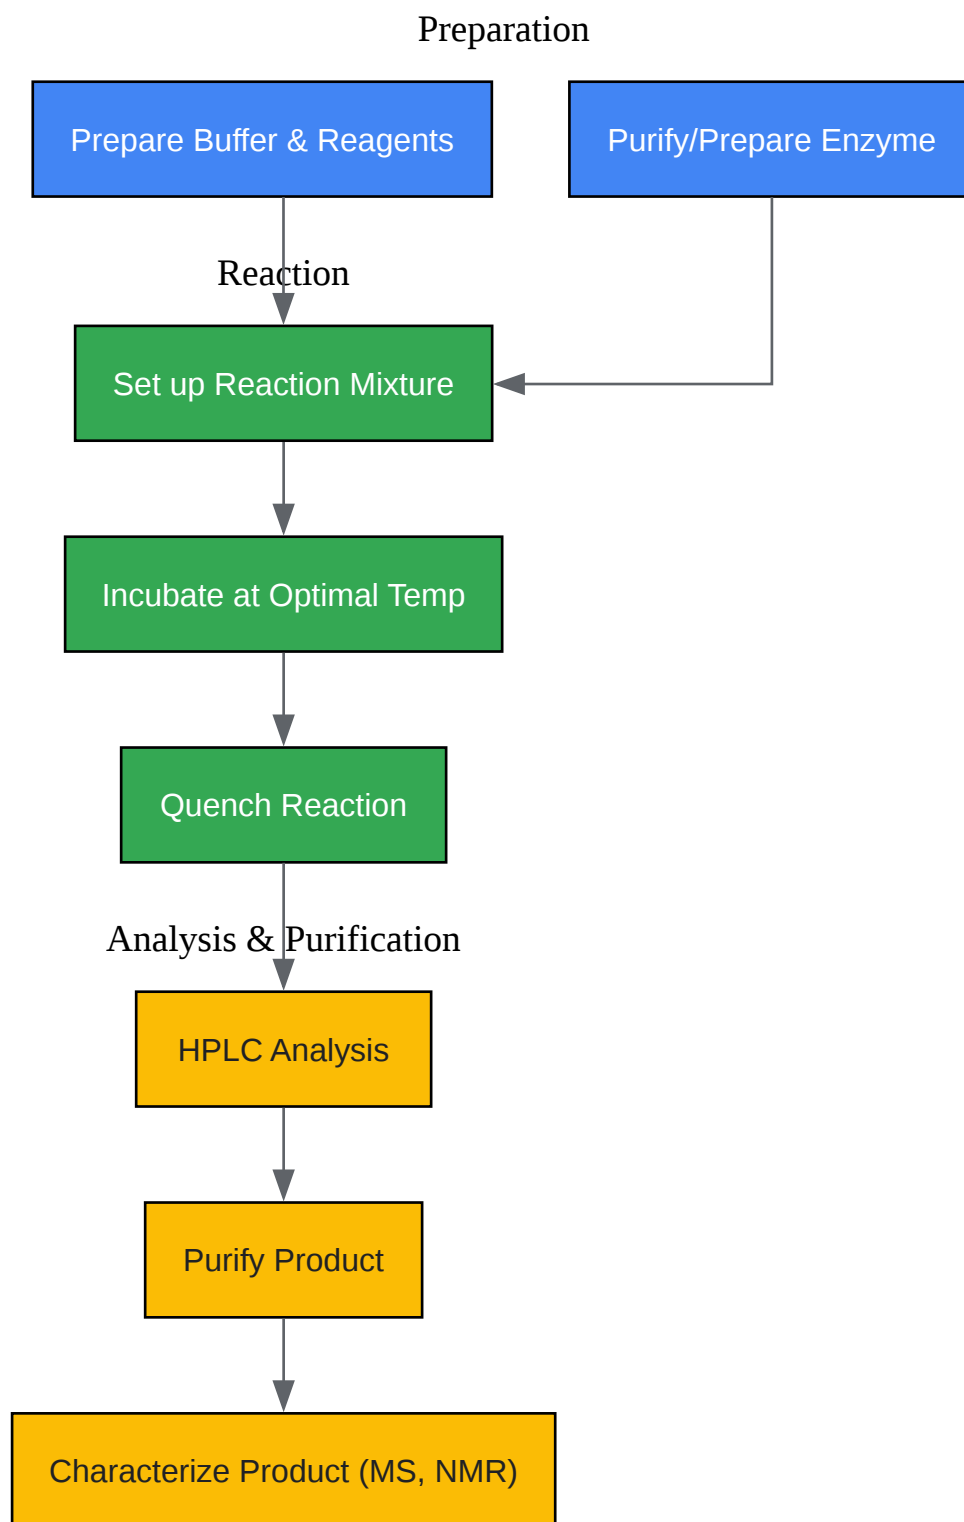 Preparation
Prepare Buffer & Reagents
Purify/Prepare Enzyme
Reaction
Set up Reaction Mixture
Incubate at Optimal Temp
Quench Reaction
Analysis & Purification
HPLC Analysis
Purify Product
Characterize Product (MS, NMR)